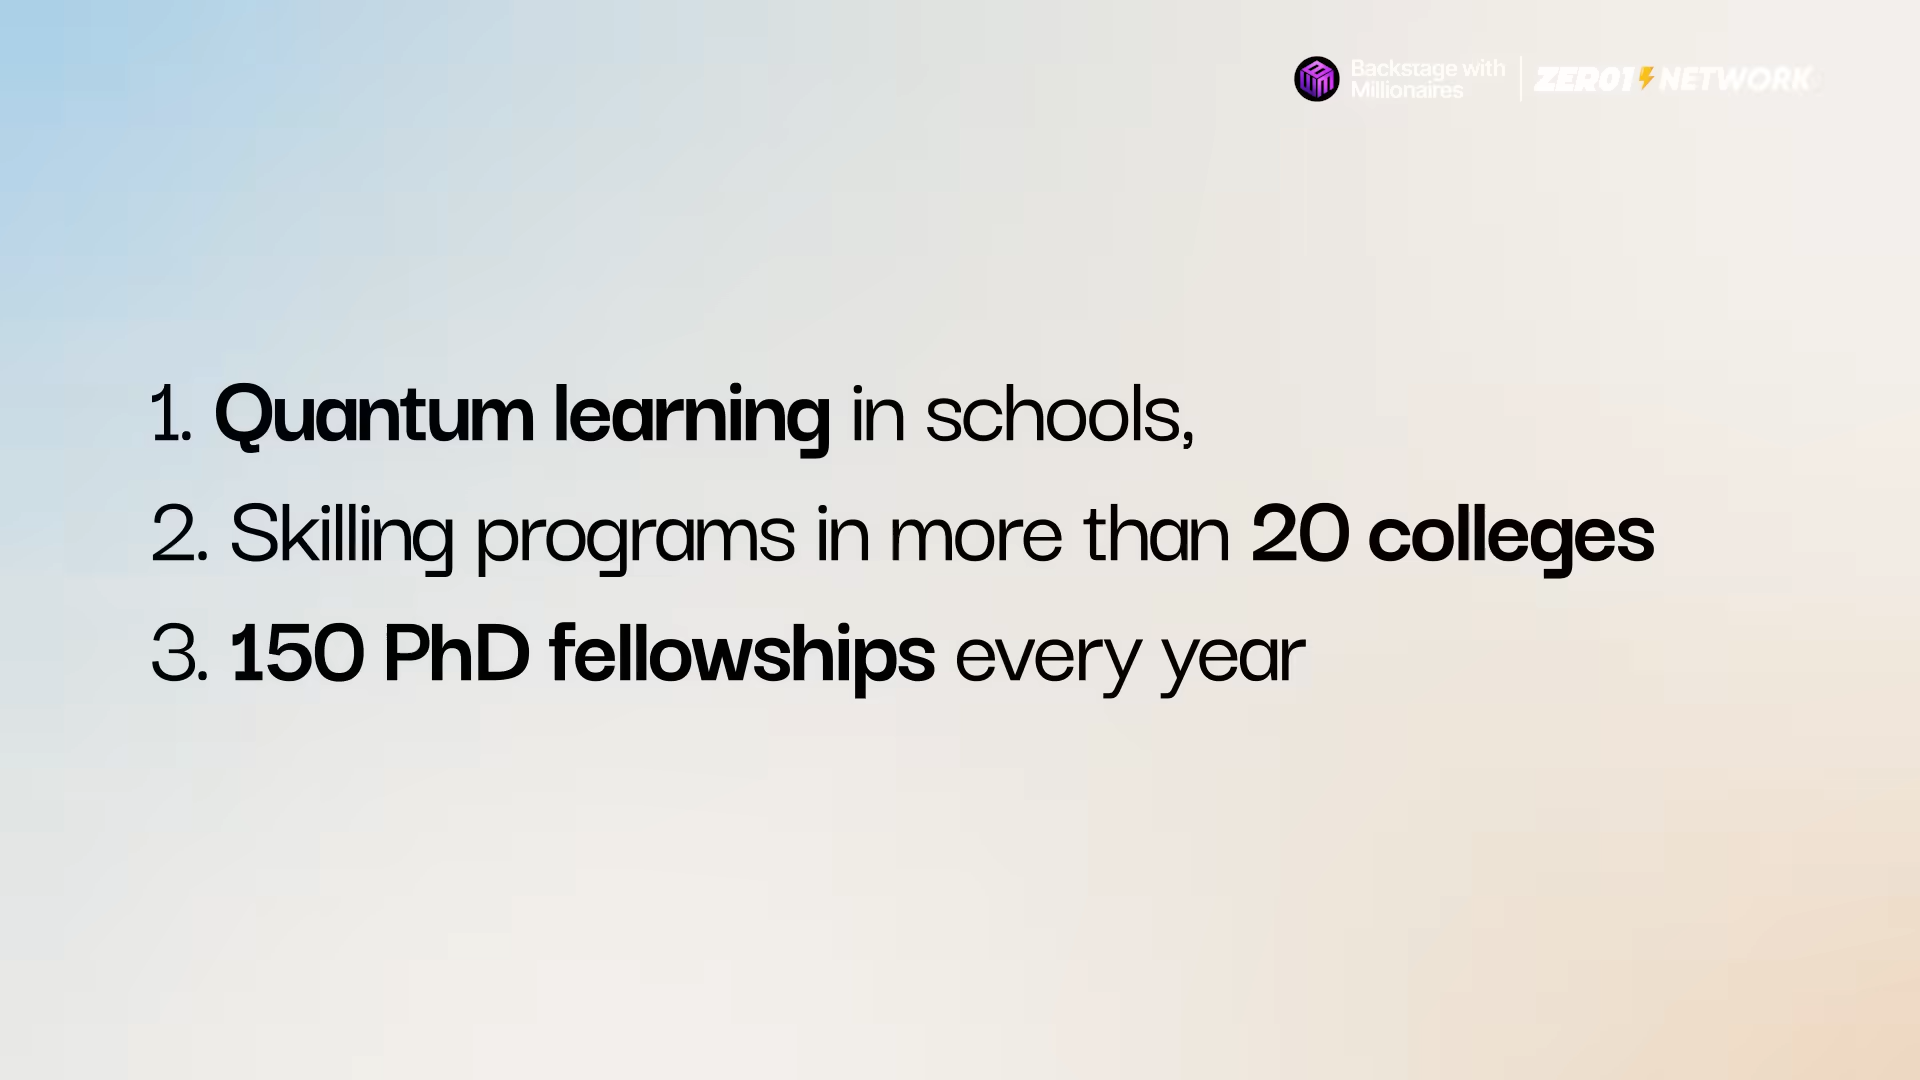 Backstage with
Millionaires
ZERO1 NETWORK
1. Quantum learning in schools,
2. Skilling programs in more than 20 colleges
3. 150 PhD fellowships every year